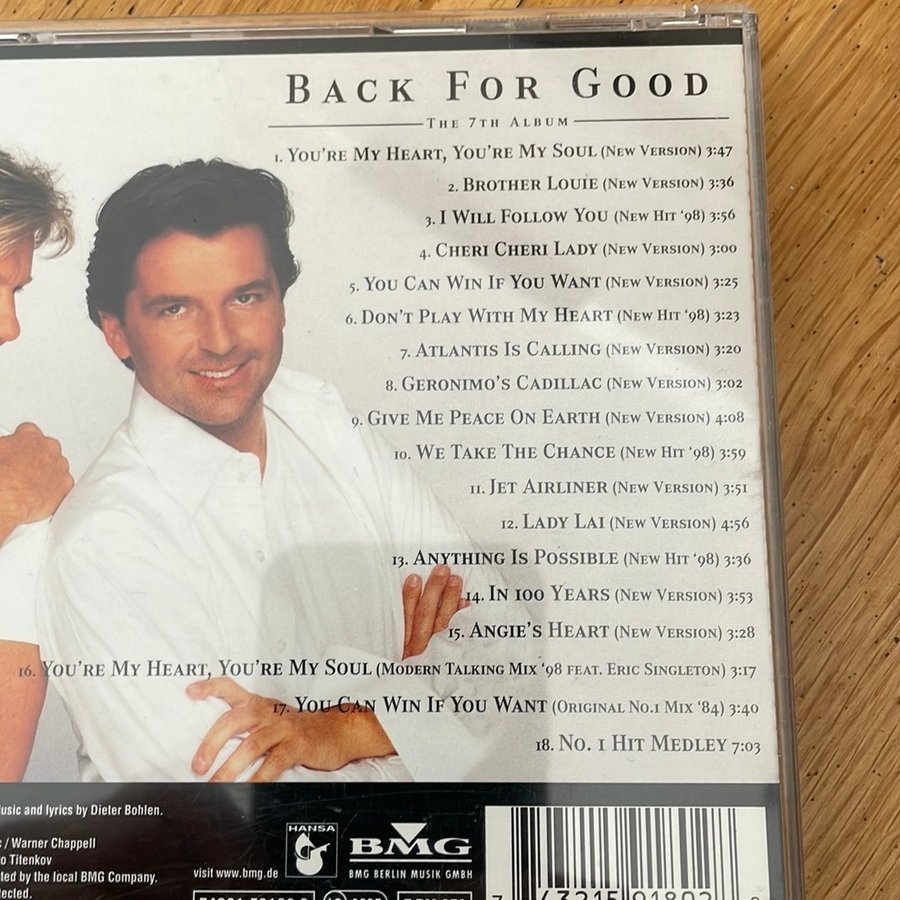 BACK FOR GOOD
THE 7TH ALBUM
1. YOU'RE MY HEART, YOU'RE MY SOUL (NEW VERSION) 3:47
2. BROTHER LOUIE (NEW VERSION) 3:36
3. I WILL FOLLOW YOU (NEW HIT '98) 3:56
4. CHERI CHERI LADY (NEW VERSION) 3:00
5. YOU CAN WIN IF YOU WANT (NEW VERSION) 3:25
6. DON'T PLAY WITH MY HEART (NEW HIT '98) 3:23
7. ATLANTIS IS CALLING (NEW VERSION) 3:20
8. GERONIMO'S CADILLAC (NEW VERSION) 3:02
9. GIVE ME PEACE ON EARTH (NEW VERSION) 4:08
10. WE TAKE THE CHANCE (NEW HIT '98) 3:59
11. JET AIRLINER (NEW VERSION) 3:51
12. LADY LAI (NEW VERSION) 4:56
13. ANYTHING IS POSSIBLE (NEW HIT '98) 3:36
14. IN 100 YEARS (NEW VERSION) 3:53
15. ANGIE'S HEART (NEW VERSION) 3:28
16. YOU'RE MY HEART, YOU'RE MY SOUL (MODERN TALKING MIX '98 FEAT. ERIC SINGLETON) 3:17
17. YOU CAN WIN IF YOU WANT (ORIGINAL NO.1 MIX '84) 3:40
18. NO. 1 HIT MEDLEY 7:03
usic and lyrics by Dieter Bohlen.
/ Warner Chappell
o Titenkov
ted by the local BMG Company.
lected.
www.bmg.de
visit
HANSA
BMG
BMG BERLIN MUSIK GMBH